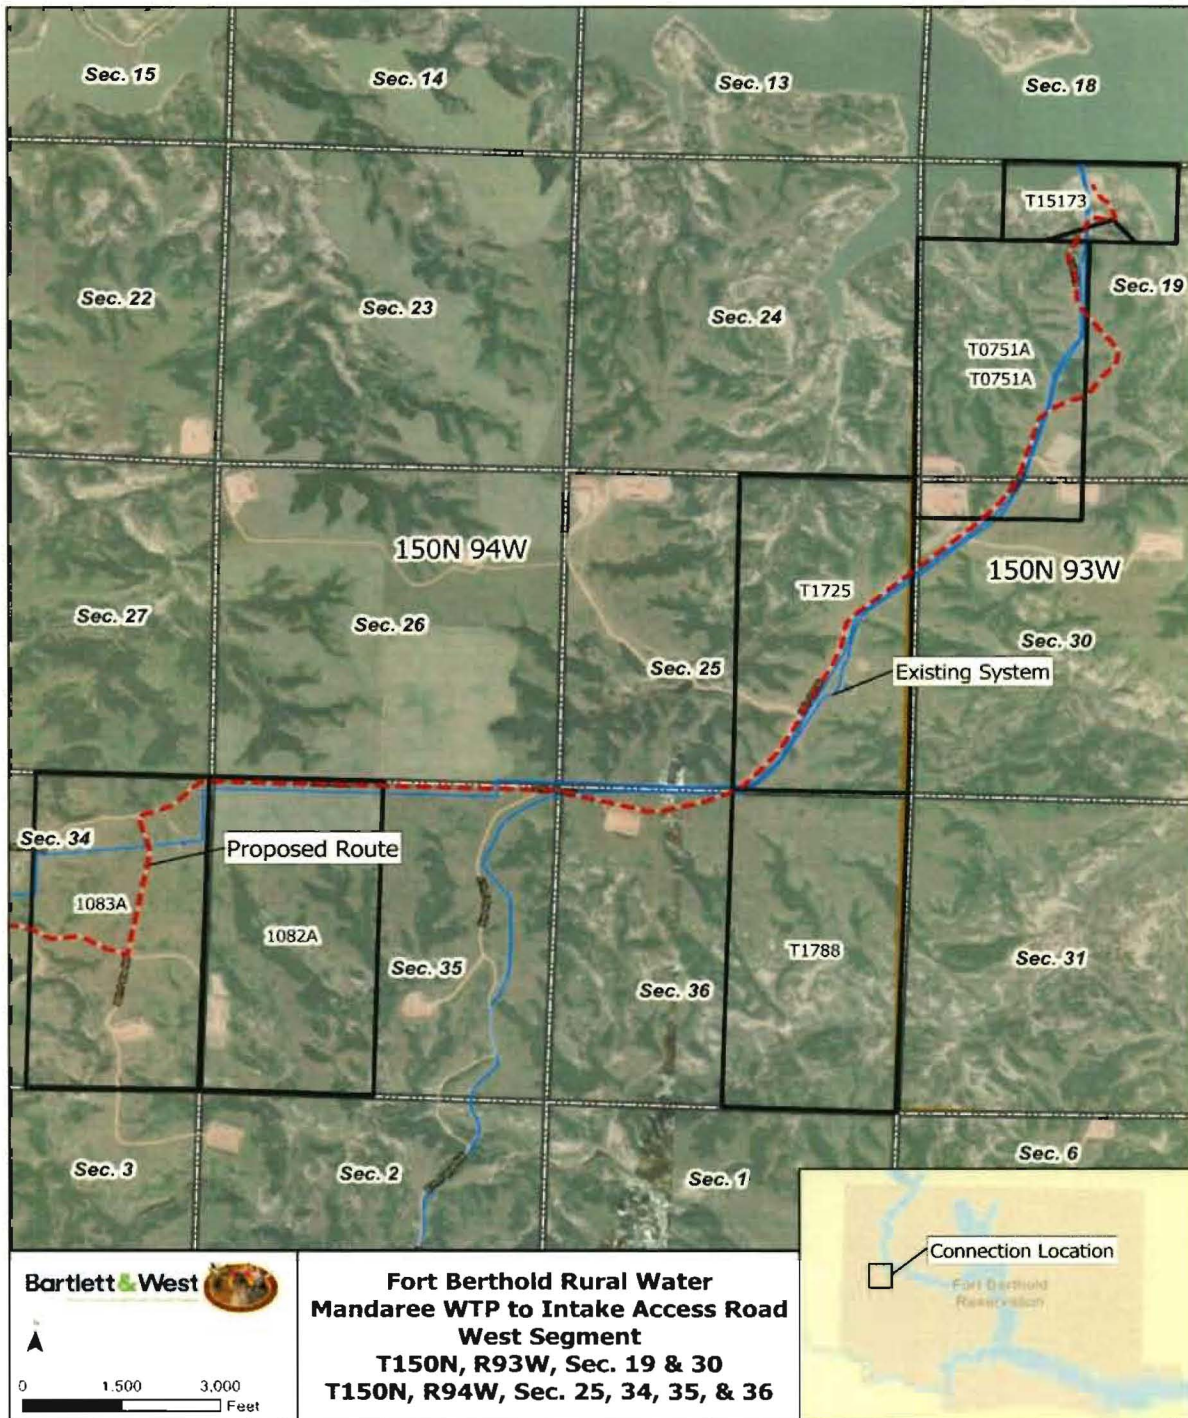 Sec. 15
Sec. 14
Sec. 13
Sec. 18
T15173
Sec. 22
Sec. 23
Sec. 24
Sec. 19
T0751A
T0751A
150N 94W
150N 93W
T1725
Sec. 27
Sec. 26
Sec. 25
Sec. 30
Existing System
Sec. 34
Proposed Route
1083A
1082A
Sec. 35
Sec. 36
T1788
Sec. 31
Sec. 3
Sec. 2
Sec. 1
Sec. 6
Connection Location
Fort Berthold
Reservation
Bartlett&West
0 1,500 3,000
Feet
Fort Berthold Rural Water
Mandaree WTP to Intake Access Road
West Segment
T150N, R93W, Sec. 19 & 30
T150N, R94W, Sec. 25, 34, 35, & 36